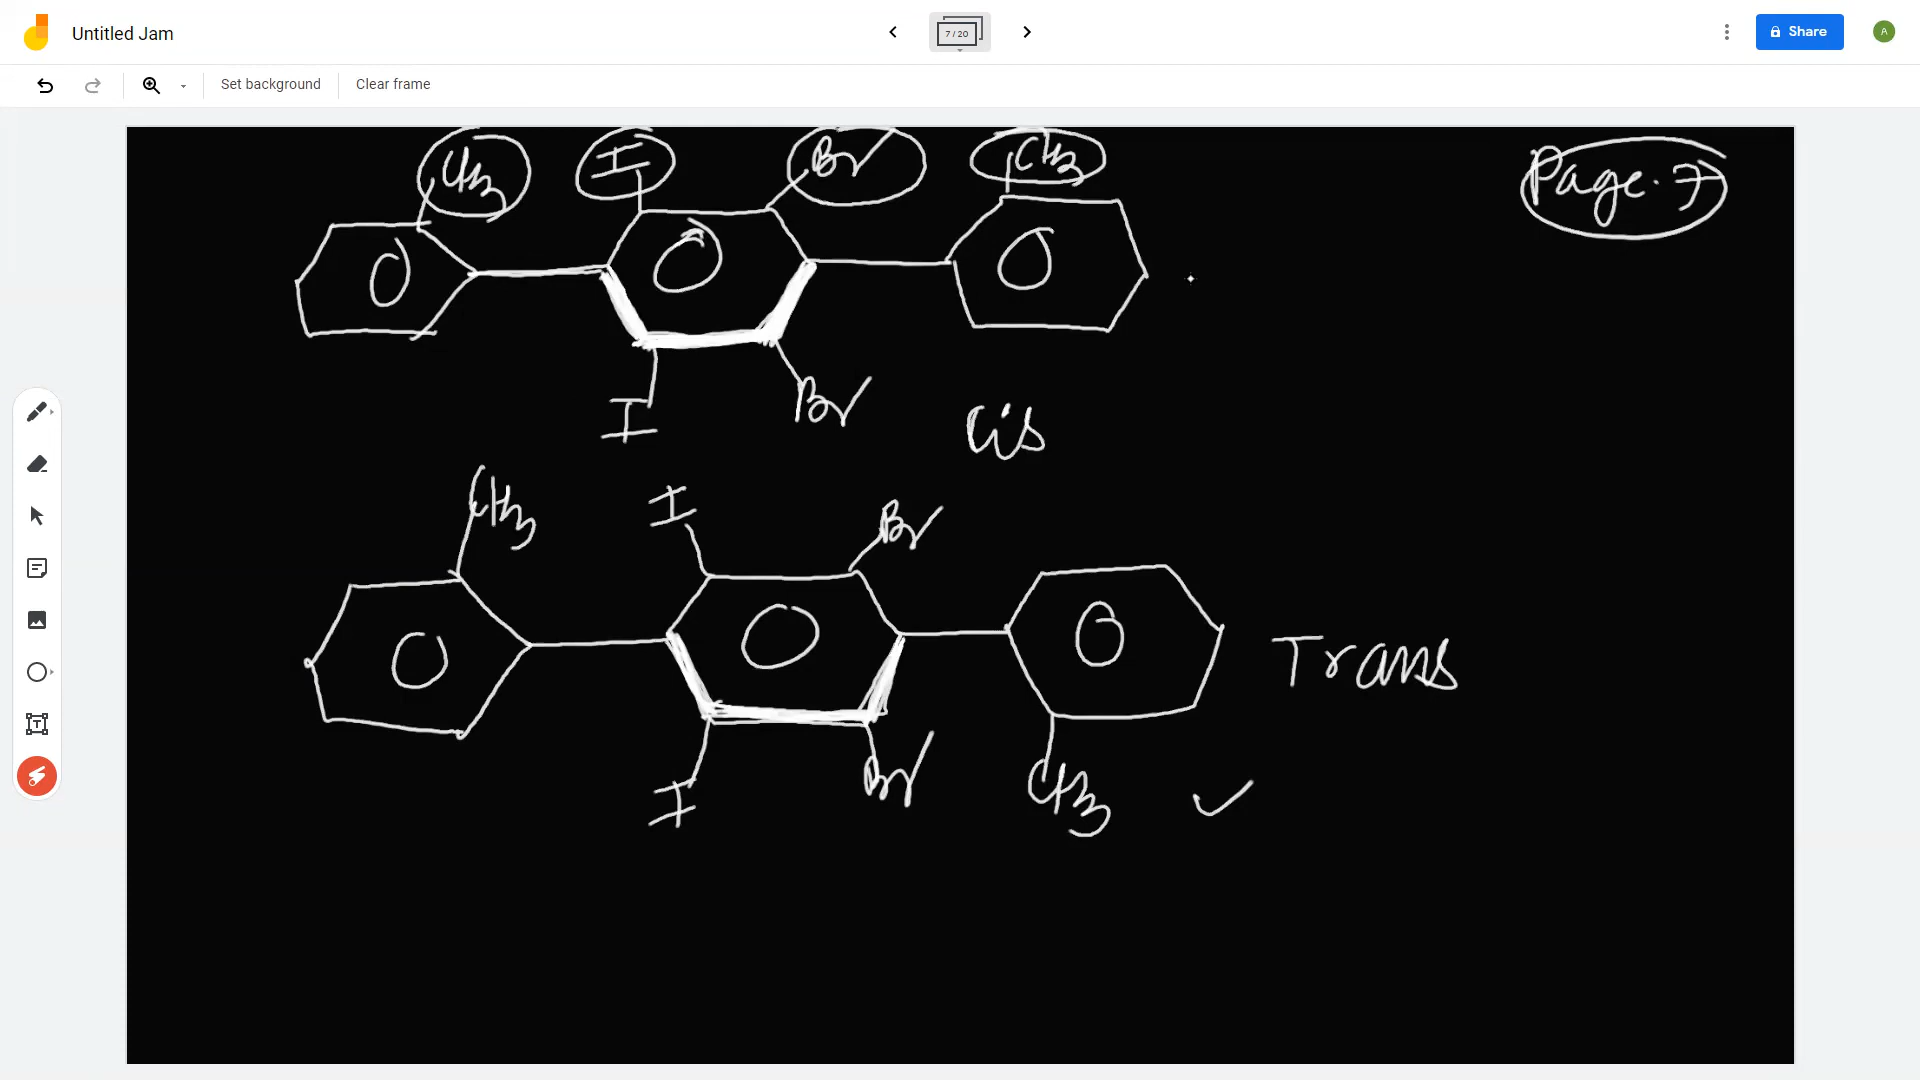 Untitled Jam
7 / 20
Share
A
Set background
Clear frame
CH3 I Br CH3
Page. 7
I Br
Cis
CH3 I Br
Trans
I Br CH3